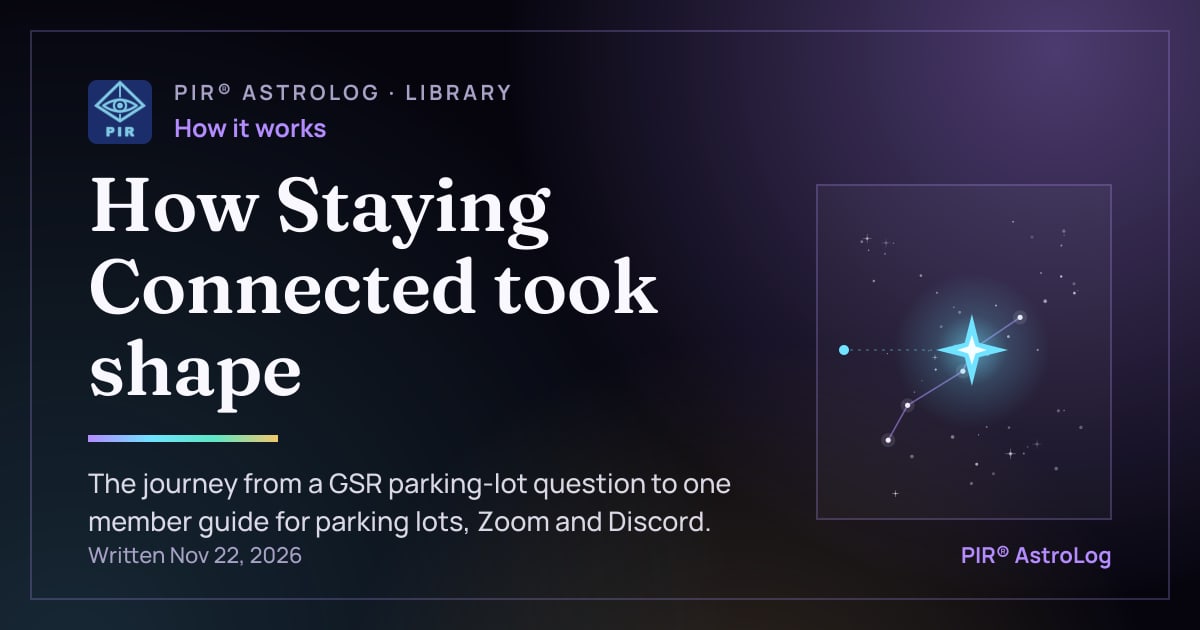 PIR
PIR® ASTROLOG · LIBRARY
How it works
How Staying
Connected took
shape
The journey from a GSR parking-lot question to one
member guide for parking lots, Zoom and Discord.
Written Nov 22, 2026
PIR® AstroLog